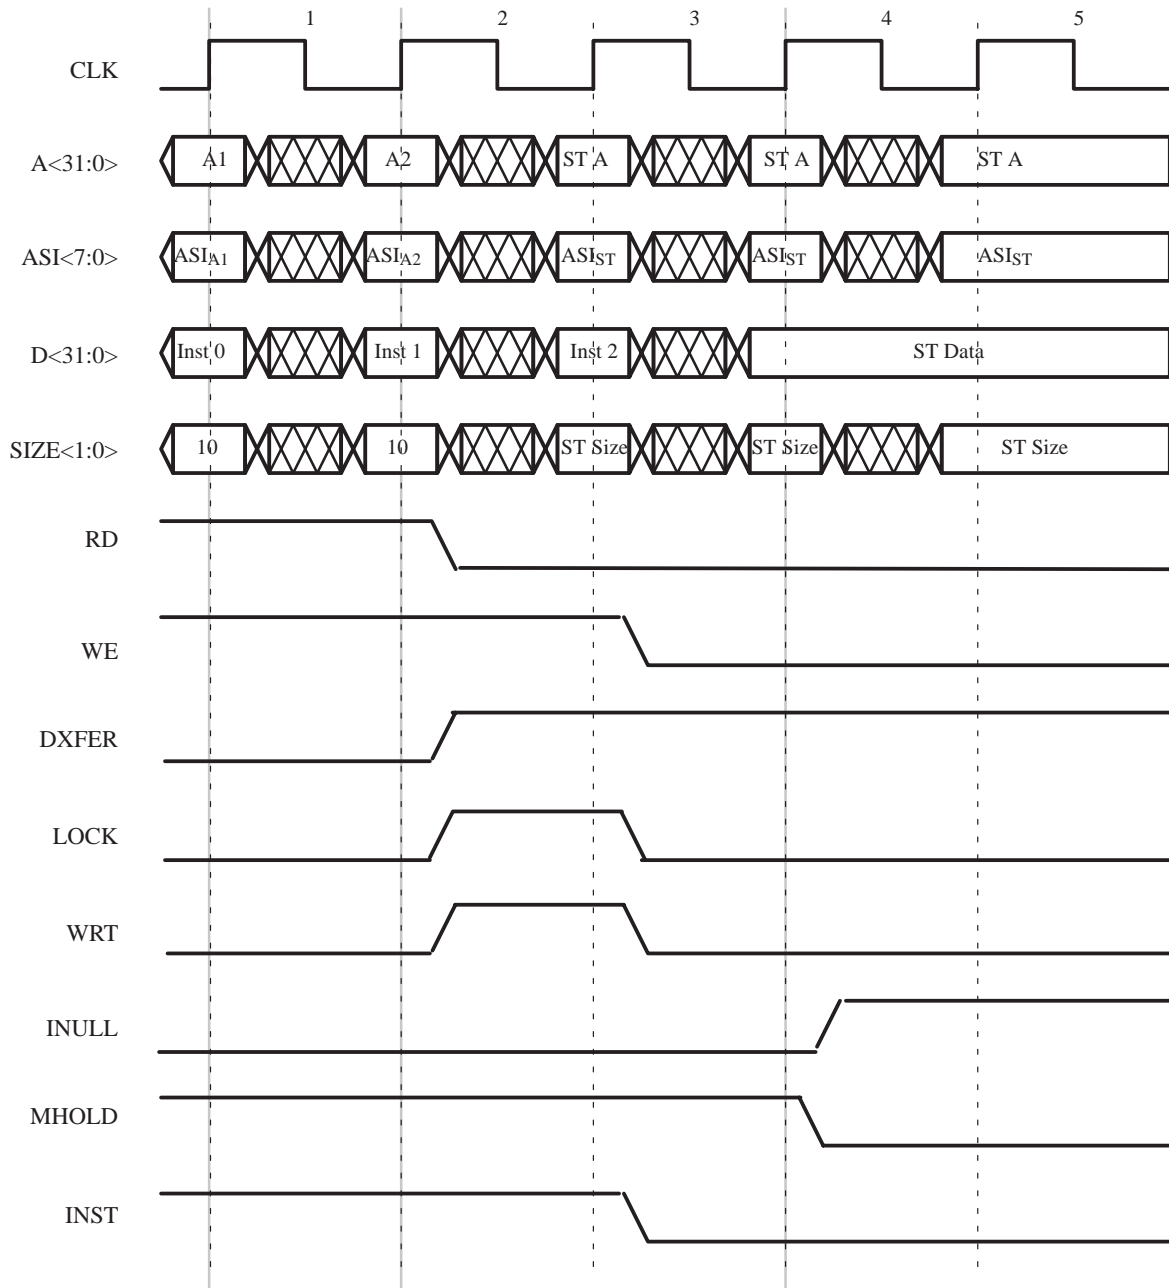 1 2 3 4 5
CLK
A<31:0> A1 A2 ST A ST A ST A
ASI<7:0> ASIA1 ASIA2 ASIST ASIST ASIST
D<31:0> Inst 0 Inst 1 Inst 2 ST Data
SIZE<1:0> 10 10 ST Size ST Size ST Size
RD
WE
DXFER
LOCK
WRT
INULL
MHOLD
INST